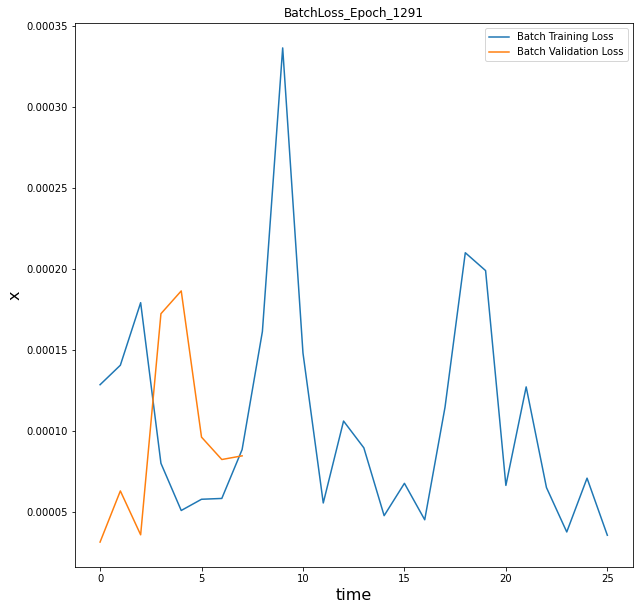 BatchLoss_Epoch_1291
Batch Training Loss
Batch Validation Loss
0.00035
0.00030
0.00025
0.00020
0.00015
0.00010
0.00005
x
0 5 10 15 20 25
time